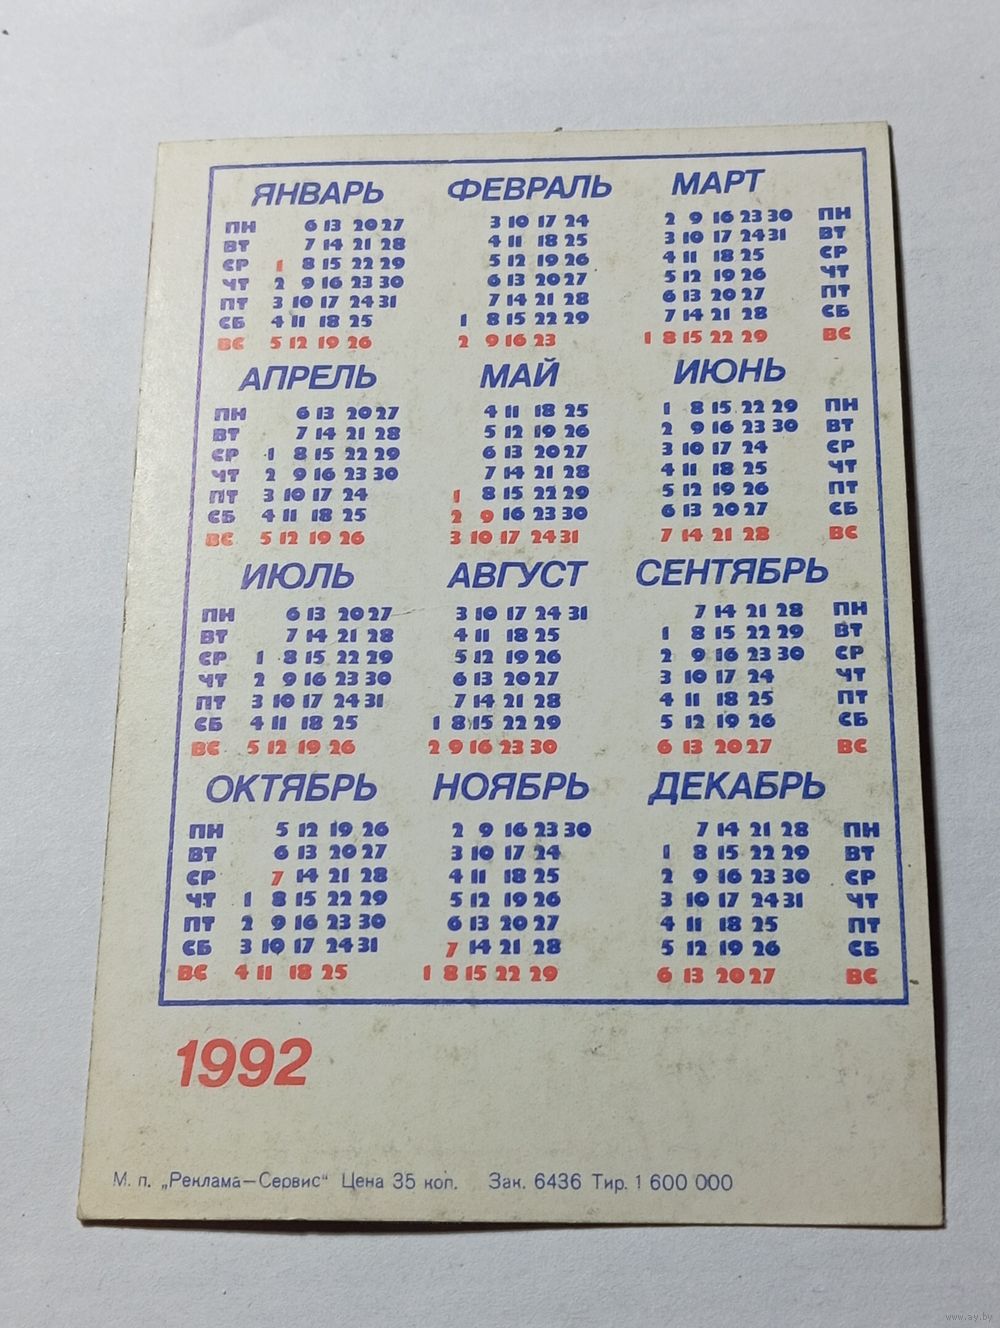 ЯНВАРЬ ФЕВРАЛЬ МАРТ
ПН 6 13 20 27 3 10 17 24 2 9 16 23 30 ПН
ВТ 7 14 21 28 4 11 18 25 3 10 17 24 31 ВТ
СР 1 8 15 22 29 5 12 19 26 4 11 18 25 СР
ЧТ 2 9 16 23 30 6 13 20 27 5 12 19 26 ЧТ
ПТ 3 10 17 24 31 7 14 21 28 6 13 20 27 ПТ
СБ 4 11 18 25 1 8 15 22 29 7 14 21 28 СБ
ВС 5 12 19 26 2 9 16 23 1 8 15 22 29 ВС
АПРЕЛЬ МАЙ ИЮНЬ
ПН 6 13 20 27 4 11 18 25 1 8 15 22 29 ПН
ВТ 7 14 21 28 5 12 19 26 2 9 16 23 30 ВТ
СР 1 8 15 22 29 6 13 20 27 3 10 17 24 СР
ЧТ 2 9 16 23 30 7 14 21 28 4 11 18 25 ЧТ
ПТ 3 10 17 24 1 8 15 22 29 5 12 19 26 ПТ
СБ 4 11 18 25 2 9 16 23 30 6 13 20 27 СБ
ВС 5 12 19 26 3 10 17 24 31 7 14 21 28 ВС
ИЮЛЬ АВГУСТ СЕНТЯБРЬ
ПН 6 13 20 27 3 10 17 24 31 7 14 21 28 ПН
ВТ 7 14 21 28 4 11 18 25 1 8 15 22 29 ВТ
СР 1 8 15 22 29 5 12 19 26 2 9 16 23 30 СР
ЧТ 2 9 16 23 30 6 13 20 27 3 10 17 24 ЧТ
ПТ 3 10 17 24 31 7 14 21 28 4 11 18 25 ПТ
СБ 4 11 18 25 1 8 15 22 29 5 12 19 26 СБ
ВС 5 12 19 26 2 9 16 23 30 6 13 20 27 ВС
ОКТЯБРЬ НОЯБРЬ ДЕКАБРЬ
ПН 5 12 19 26 2 9 16 23 30 7 14 21 28 ПН
ВТ 6 13 20 27 3 10 17 24 1 8 15 22 29 ВТ
СР 7 14 21 28 4 11 18 25 2 9 16 23 30 СР
ЧТ 1 8 15 22 29 5 12 19 26 3 10 17 24 31 ЧТ
ПТ 2 9 16 23 30 6 13 20 27 4 11 18 25 ПТ
СБ 3 10 17 24 31 7 14 21 28 5 12 19 26 СБ
ВС 4 11 18 25 1 8 15 22 29 6 13 20 27 ВС
1992
М. п. „Реклама—Сервис“ Цена 35 коп. Зак. 6436 Тир. 1 600 000
www.ay.by